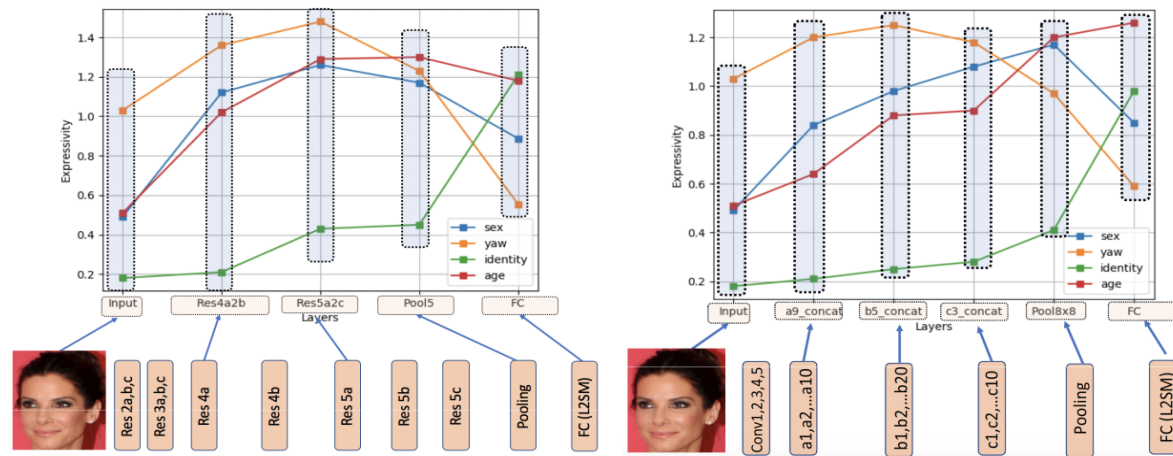 1.4
1.2
1.0
0.8
0.6
0.4
0.2
Expressivity
sex
yaw
identity
age
Input
Res4a2b
Res5a2c
Pool5
FC
Layers
Res 2a,b,c
Res 3a,b,c
Res 4a
Res 4b
Res 5a
Res 5b
Res 5c
Pooling
FC (L2SM)
1.2
1.0
0.8
0.6
0.4
0.2
Expressivity
sex
yaw
identity
age
Input
a9_concat
b5_concat
c3_concat
Pool8x8
FC
Layers
Conv1,2,3,4,5
a1,a2,...a10
b1,b2...b20
c1,c2,...c10
Pooling
FC (L2SM)